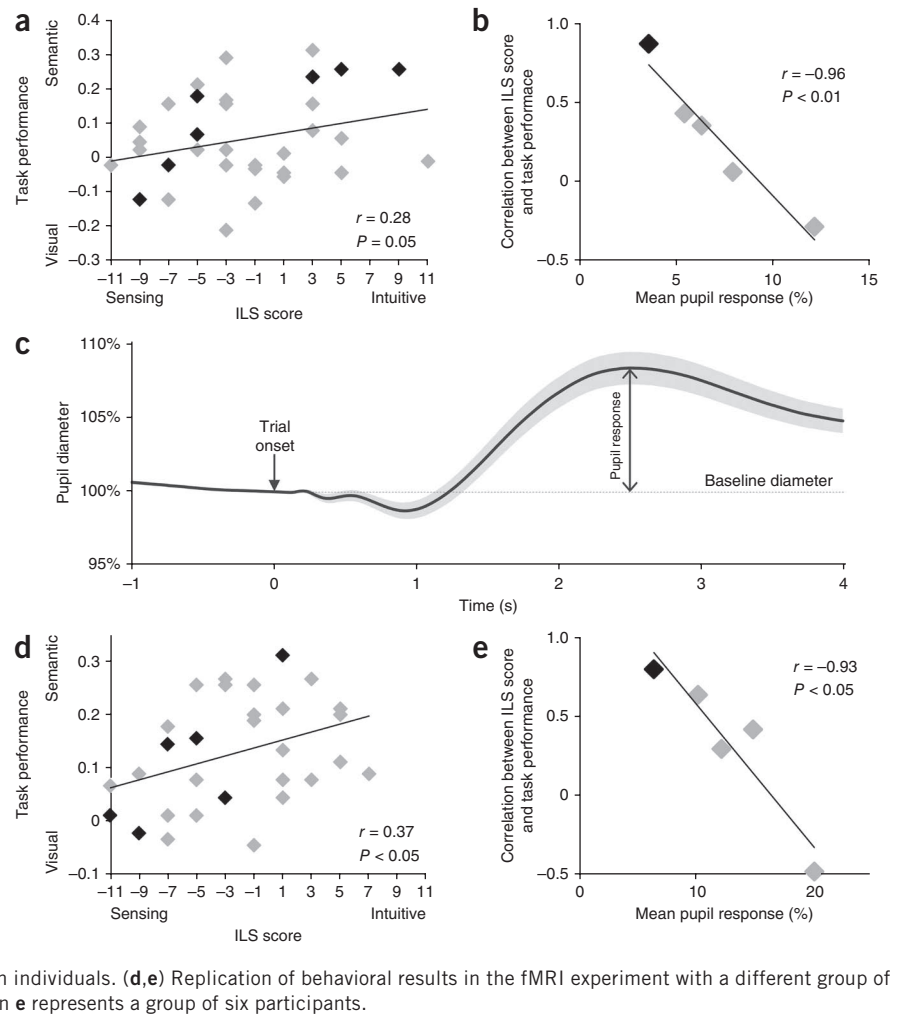 a
Task performance
Semantic
Visual
0.4
0.3
0.2
0.1
0
–0.1
–0.2
–0.3
r = 0.28
P = 0.05
–11 –9 –7 –5 –3 –1 1 3 5 7 9 11
Sensing Intuitive
ILS score
b
Correlation between ILS score
and task performace
1.0
0.5
0
–0.5
r = –0.96
P < 0.01
0 5 10 15
Mean pupil response (%)
c
Pupil diameter
110%
105%
100%
95%
Trial
onset
Pupil response
Baseline diameter
–1 0 1 2 3 4
Time (s)
d
Task performance
Semantic
Visual
0.3
0.2
0.1
0
–0.1
r = 0.37
P < 0.05
–11 –9 –7 –5 –3 –1 1 3 5 7 9 11
Sensing Intuitive
ILS score
e
Correlation between ILS score
and task performance
1.0
0.5
0
–0.5
r = –0.93
P < 0.05
0 10 20
Mean pupil response (%)
individuals. (d,e) Replication of behavioral results in the fMRI experiment with a different group of
e represents a group of six participants.